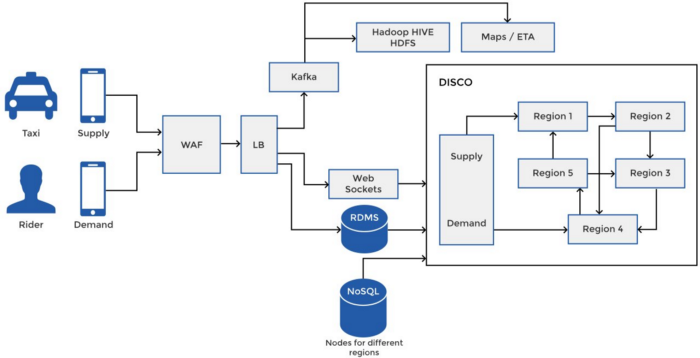 Hadoop HIVE
HDFS
Maps / ETA
Kafka
DISCO
Taxi
Supply
WAF
LB
Region 1
Region 2
Supply
Web
Sockets
Region 5
Region 3
Rider
Demand
RDMS
Demand
Region 4
NoSQL
Nodes for different
regions